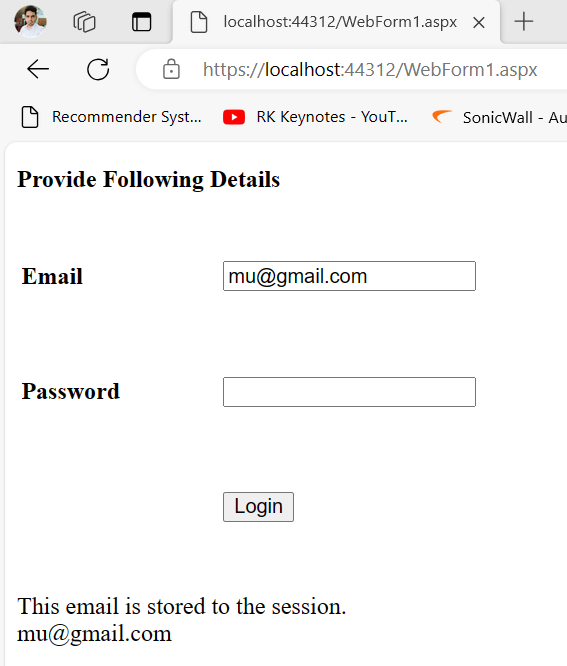 localhost:44312/WebForm1.aspx
https://localhost:44312/WebForm1.aspx
Recommender Syst... RK Keynotes - YouT... SonicWall - Au
Provide Following Details
Email mu@gmail.com
Password
Login
This email is stored to the session.
mu@gmail.com